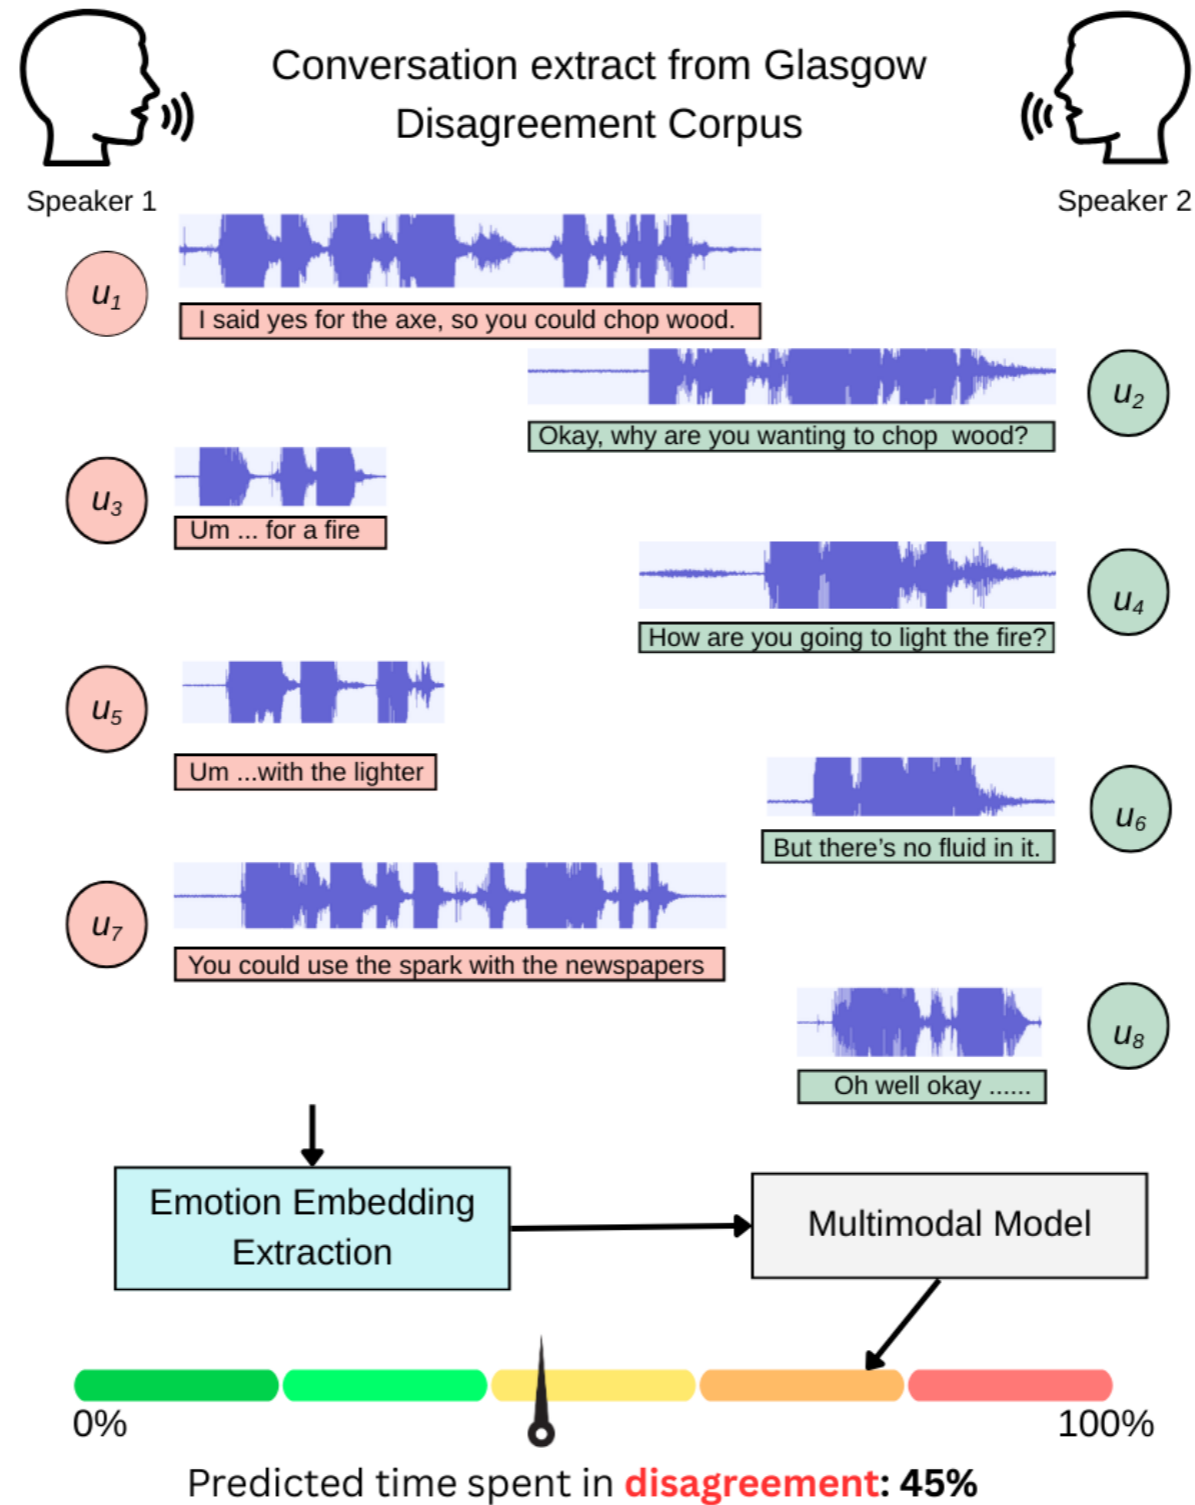 Conversation extract from Glasgow
Disagreement Corpus
Speaker 1
Speaker 2
u1
I said yes for the axe, so you could chop wood.
u2
Okay, why are you wanting to chop  wood?
u3
Um ... for a fire
u4
How are you going to light the fire?
u5
Um ...with the lighter
u6
But there's no fluid in it.
u7
You could use the spark with the newspapers
u8
Oh well okay ......
Emotion Embedding
Extraction
Multimodal Model
0%
100%
Predicted time spent in disagreement: 45%